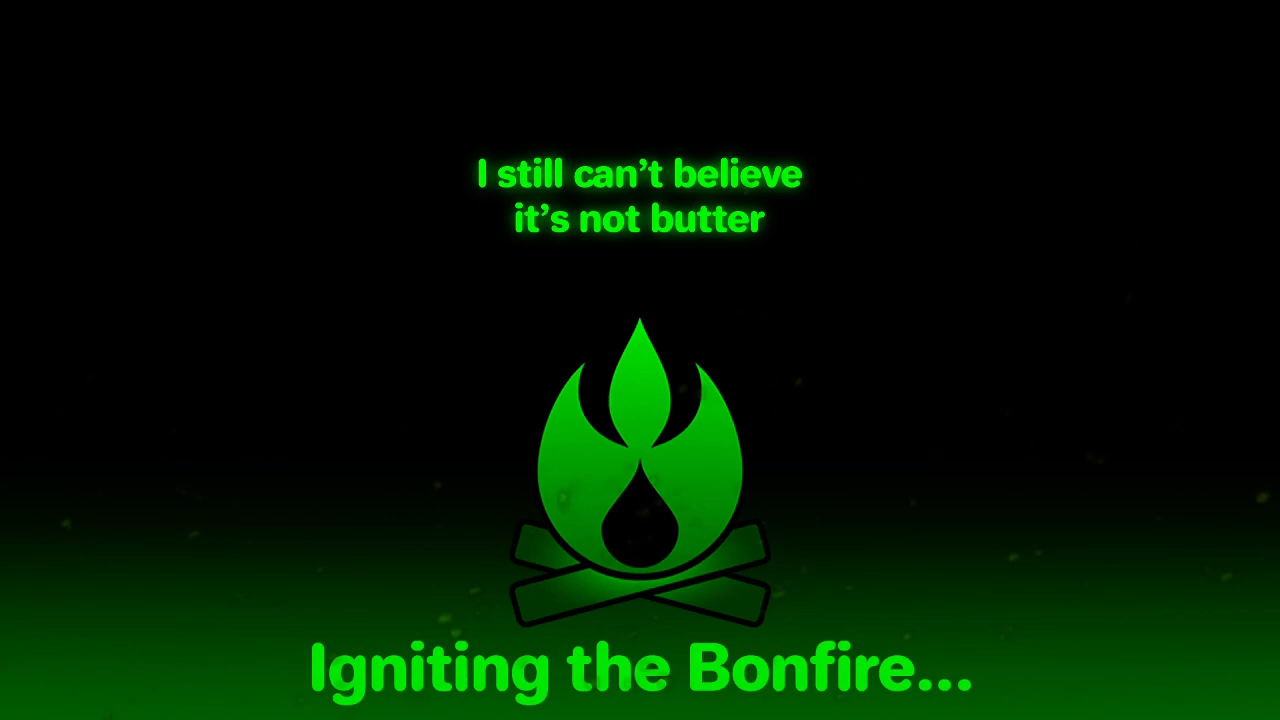 I still can’t believe
it’s not butter
Igniting the Bonfire...